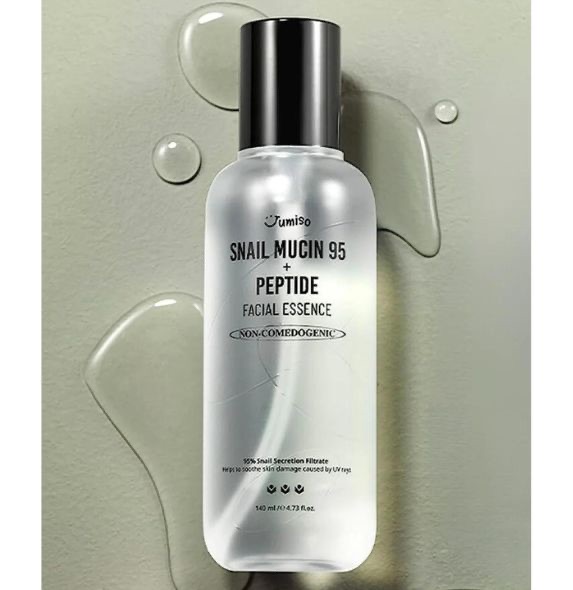 Jumiso
SNAIL MUCIN 95
+
PEPTIDE
FACIAL ESSENCE
NON-COMEDOGENIC
95% Snail Secretion Filtrate
Helps to soothe skin damage caused by UV rays
140 ml / ℮ 4.73 fl.oz.